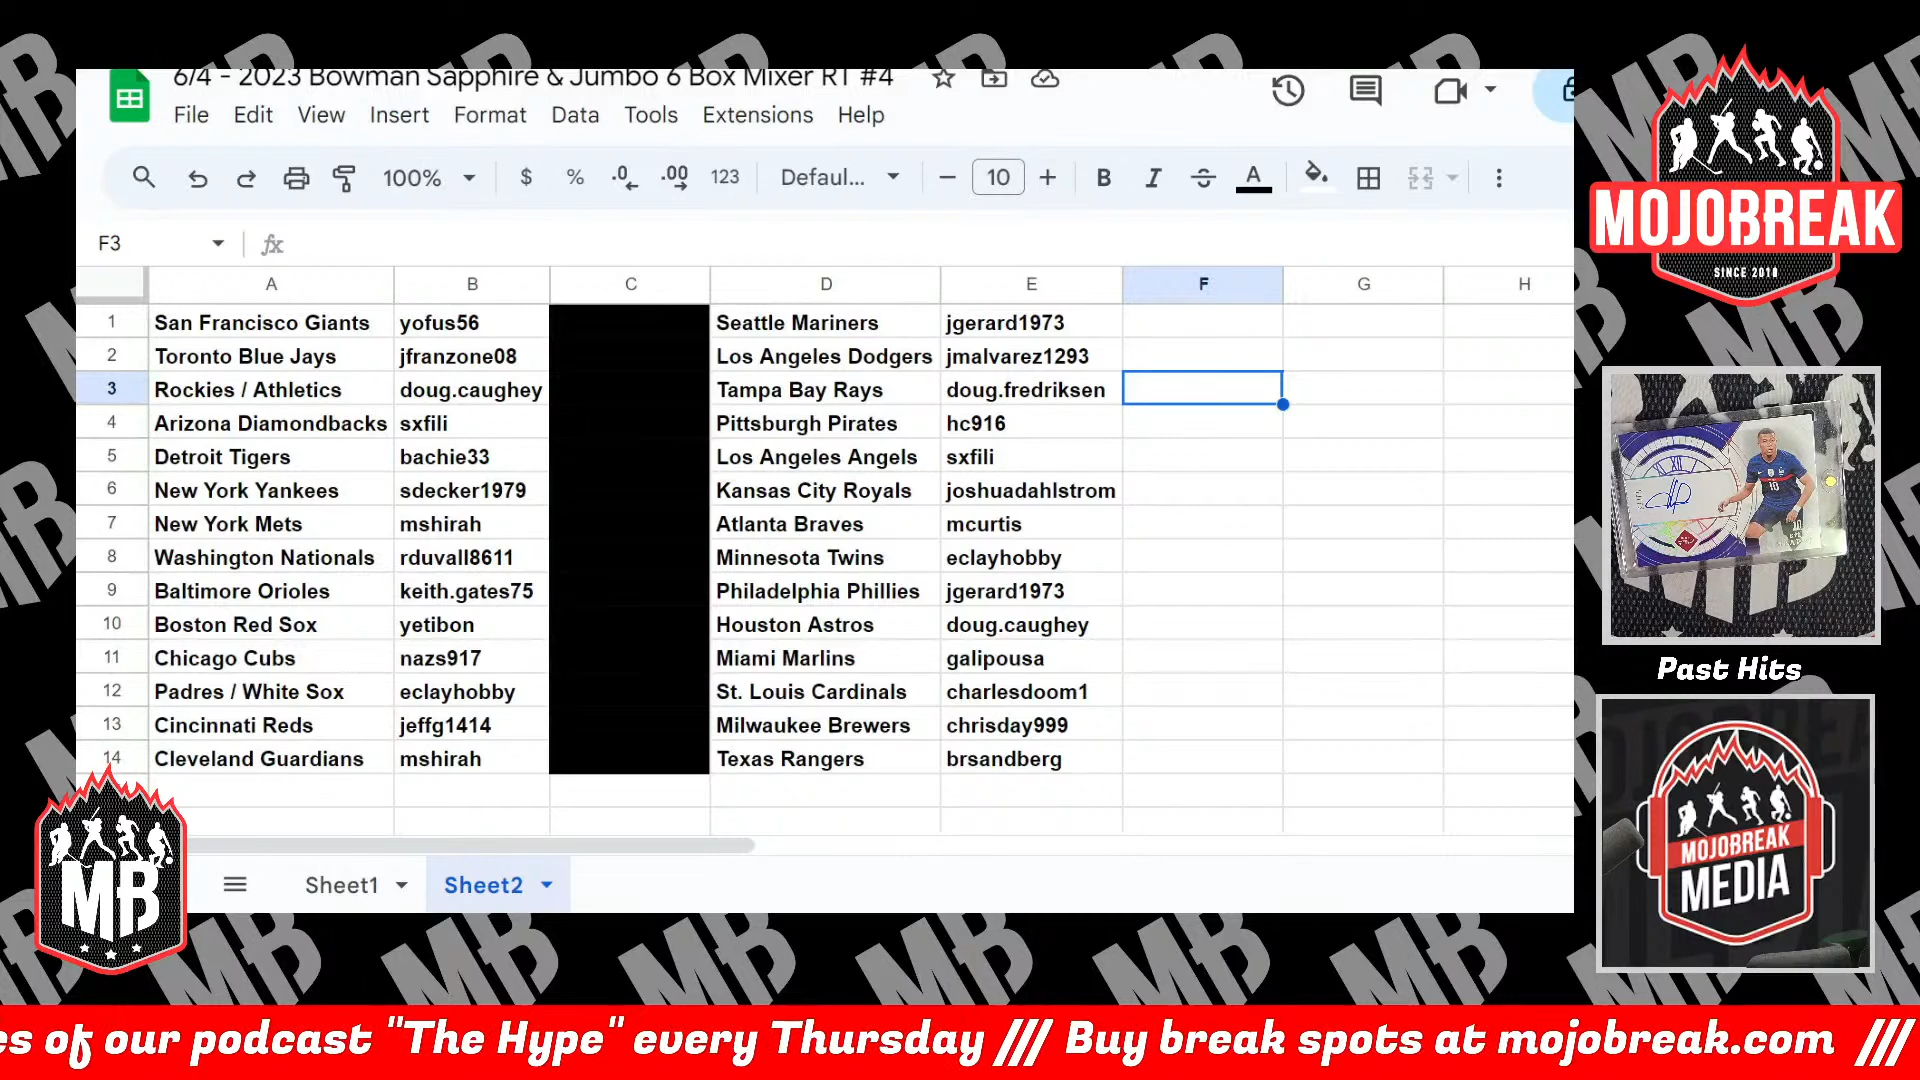 6/4 - 2023 Bowman Sapphire & Jumbo 6 Box Mixer RT #4
File Edit View Insert Format Data Tools Extensions Help
100% $ % .0 .00 123 Defaul... 10 B I A
F3 fx
A B C D E F G H
1 San Francisco Giants yofus56 Seattle Mariners jgerard1973
2 Toronto Blue Jays jfranzone08 Los Angeles Dodgers jmalvarez1293
3 Rockies / Athletics doug.caughey Tampa Bay Rays doug.fredriksen
4 Arizona Diamondbacks sxfili Pittsburgh Pirates hc916
5 Detroit Tigers bachie33 Los Angeles Angels sxfili
6 New York Yankees sdecker1979 Kansas City Royals joshuadahlstrom
7 New York Mets mshirah Atlanta Braves mcurtis
8 Washington Nationals rduvall8611 Minnesota Twins eclayhobby
9 Baltimore Orioles keith.gates75 Philadelphia Phillies jgerard1973
10 Boston Red Sox yetibon Houston Astros doug.caughey
11 Chicago Cubs nazs917 Miami Marlins galipousa
12 Padres / White Sox eclayhobby St. Louis Cardinals charlesdoom1
13 Cincinnati Reds jeffg1414 Milwaukee Brewers chrisday999
14 Cleveland Guardians mshirah Texas Rangers brsandberg
Sheet1 Sheet2
MOJOBREAK
SINCE 2010
Past Hits
MOJOBREAK
MEDIA
MB
es of our podcast "The Hype" every Thursday /// Buy break spots at mojobreak.com ///